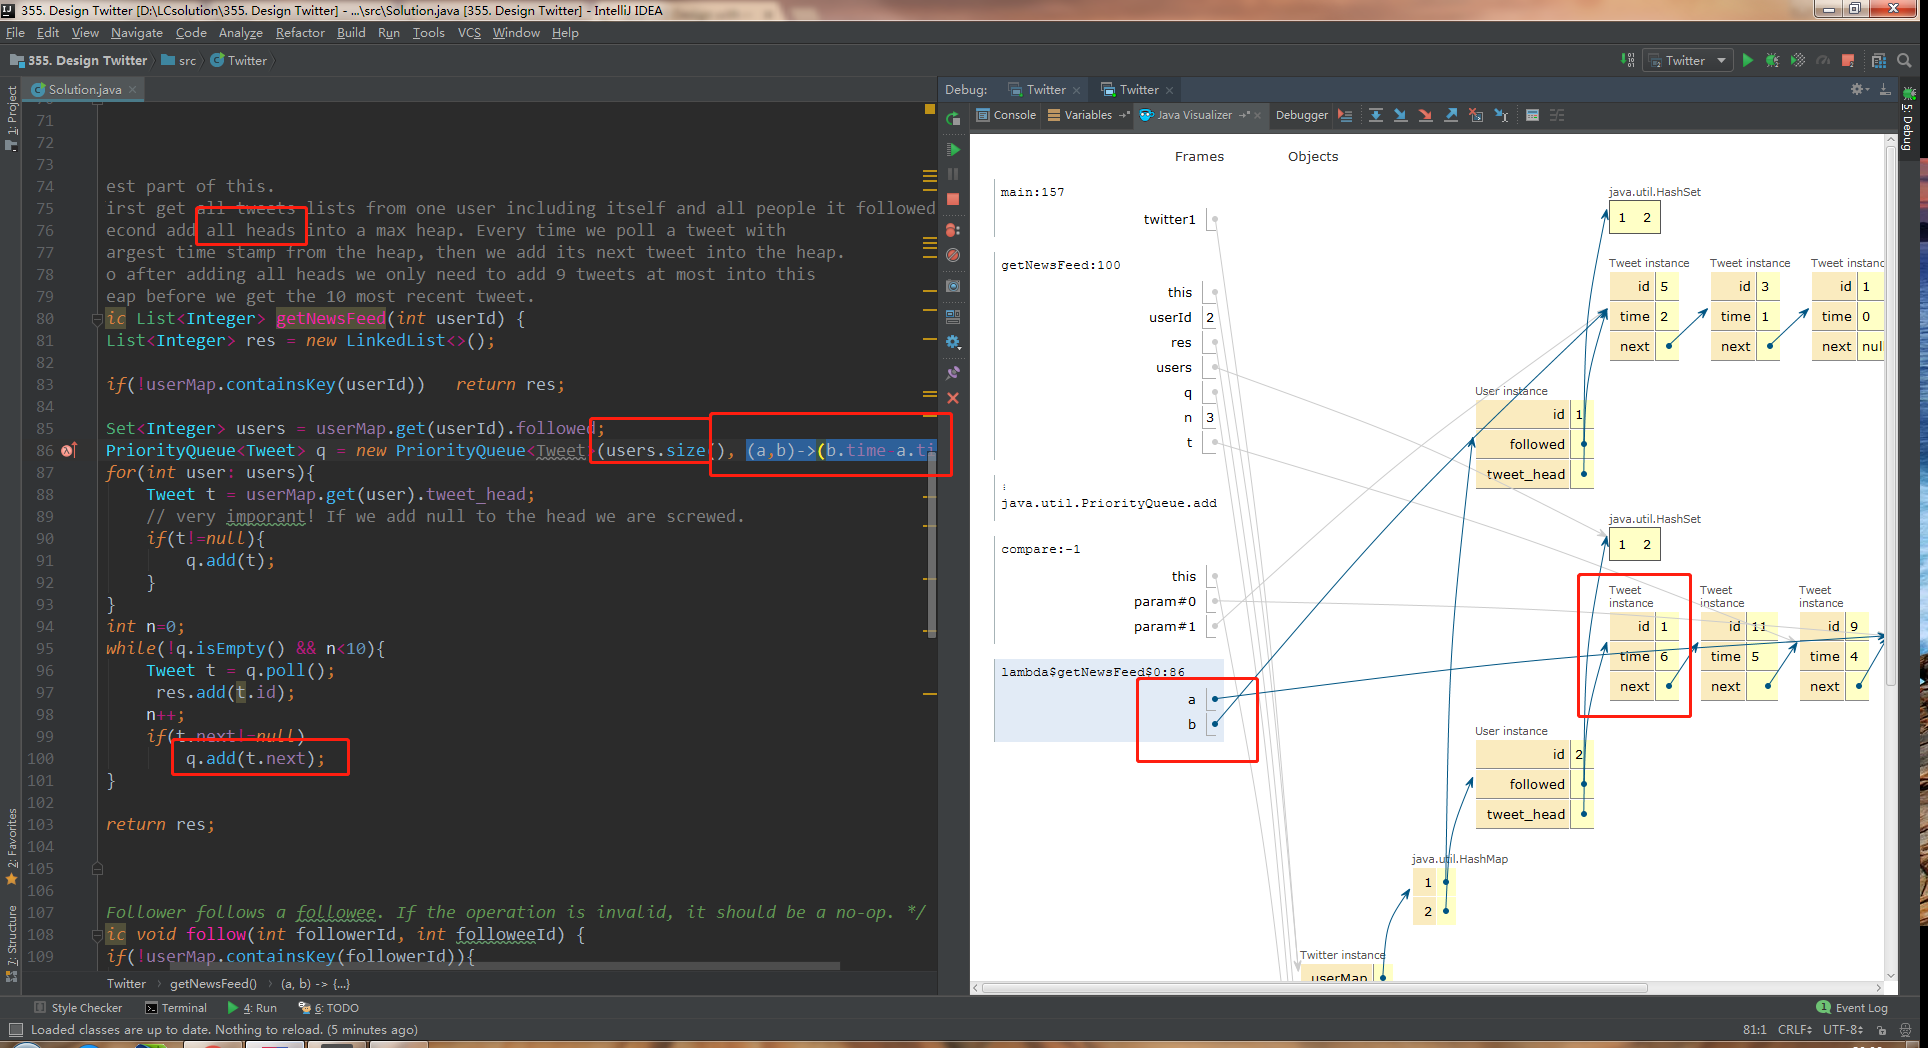 355. Design Twitter [D:\LCsolution\355. Design Twitter] - ...\src\Solution.java [355. Design Twitter] - IntelliJ IDEA
File Edit View Navigate Code Analyze Refactor Build Run Tools VCS Window Help
355. Design Twitter src Twitter
Twitter
Solution.java
Debug: Twitter Twitter
Console Variables Java Visualizer Debugger
1: Project
2: Favorites
7: Structure
5: Debug
71
72
73
74 est part of this.
75 irst get all tweets lists from one user including itself and all people it followed
76 econd add all heads into a max heap. Every time we poll a tweet with
77 argest time stamp from the heap, then we add its next tweet into the heap.
78 o after adding all heads we only need to add 9 tweets at most into this
79 eap before we get the 10 most recent tweet.
80 ic List<Integer> getNewsFeed(int userId) {
81 List<Integer> res = new LinkedList<>();
82
83 if(!userMap.containsKey(userId)) return res;
84
85 Set<Integer> users = userMap.get(userId).followed;
86 PriorityQueue<Tweet> q = new PriorityQueue<Tweet>(users.size(), (a,b)->(b.time a.ti
87 for(int user: users){
88 Tweet t = userMap.get(user).tweet_head;
89 // very imporant! If we add null to the head we are screwed.
90 if(t!=null){
91 q.add(t);
92 }
93 }
94 int n=0;
95 while(!q.isEmpty() && n<10){
96 Tweet t = q.poll();
97 res.add(t.id);
98 n++;
99 if(t.next!=null)
100 q.add(t.next);
101 }
102
103 return res;
104
105
106
107 Follower follows a followee. If the operation is invalid, it should be a no-op. */
108 ic void follow(int followerId, int followeeId) {
109 if(!userMap.containsKey(followerId)){
Twitter getNewsFeed() (a, b) -> {...}
Frames Objects
main:157
twitter1
getNewsFeed:100
this
userId 2
res
users
q
n 3
t
java.util.PriorityQueue.add
compare:-1
this
param#0
param#1
lambda$getNewsFeed$0:86
a
b
java.util.HashSet
1 2
Tweet instance Tweet instance Tweet instanc
id 5 id 3 id 1
time 2 time 1 time 0
next next next nul
User instance
id 1
followed
tweet_head
java.util.HashSet
1 2
Tweet instance Tweet instance Tweet instance
id 1 id 11 id 9
time 6 time 5 time 4
next next next
User instance
id 2
followed
tweet_head
java.util.HashMap
1
2
Twitter instance
userMap
Style Checker Terminal 4: Run 6: TODO
1 Event Log
Loaded classes are up to date. Nothing to reload. (5 minutes ago)
81:1 CRLF UTF-8